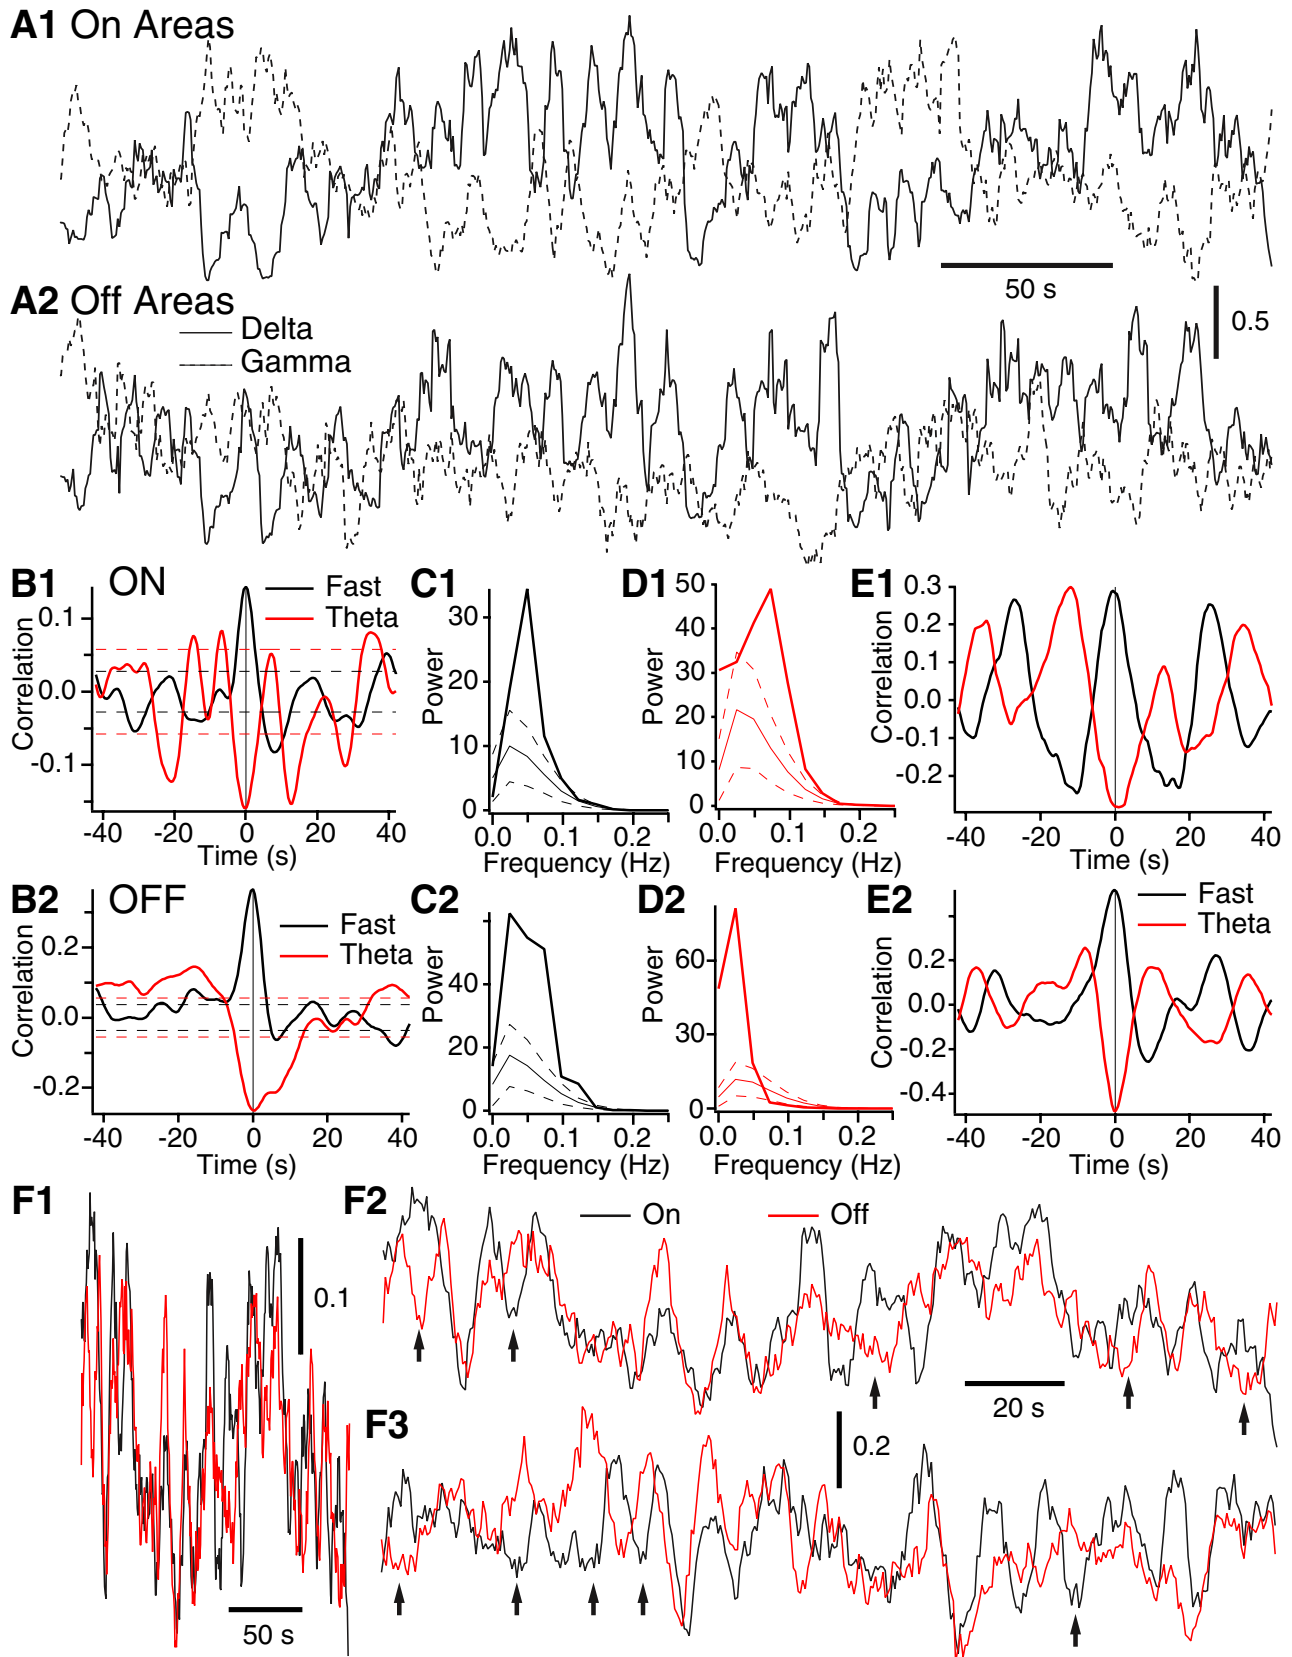 A1 On Areas
50 s
A2 Off Areas
Delta
Gamma
0.5
B1 ON
Fast
Theta
Correlation
0.1
0.0
-0.1
-40 -20 0 20 40
Time (s)
C1
Power
30
20
10
0
0.0 0.1 0.2
Frequency (Hz)
D1
Power
50
40
30
20
10
0
0.0 0.1 0.2
Frequency (Hz)
E1
Correlation
0.3
0.2
0.1
0.0
-0.1
-0.2
-40 -20 0 20 40
Time (s)
B2 OFF
Fast
Theta
Correlation
0.2
0.0
-0.2
-40 -20 0 20 40
Time (s)
C2
Power
40
20
0
0.0 0.1 0.2
Frequency (Hz)
D2
Power
60
30
0
0.0 0.1 0.2
Frequency (Hz)
E2
Fast
Theta
Correlation
0.2
0.0
-0.2
-0.4
-40 -20 0 20 40
Time (s)
F1
0.1
50 s
F2
On
Off
20 s
F3
0.2